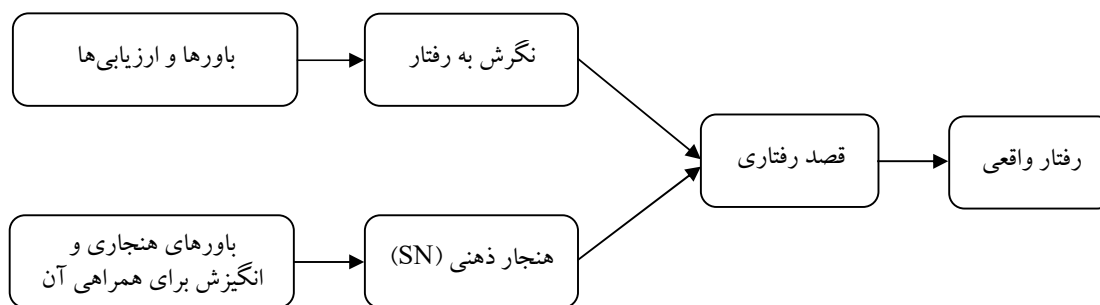 باورها و ارزیابی‌ها
نگرش به رفتار
قصد رفتاری
رفتار واقعی
باورهای هنجاری و
انگیزش برای همراهی آن
هنجار ذهنی (SN)